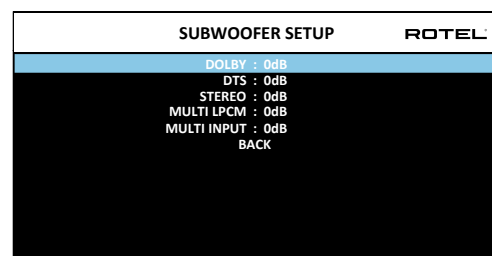 SUBWOOFER SETUP ROTEL
DOLBY : 0dB
DTS : 0dB
STEREO : 0dB
MULTI LPCM : 0dB
MULTI INPUT : 0dB
BACK